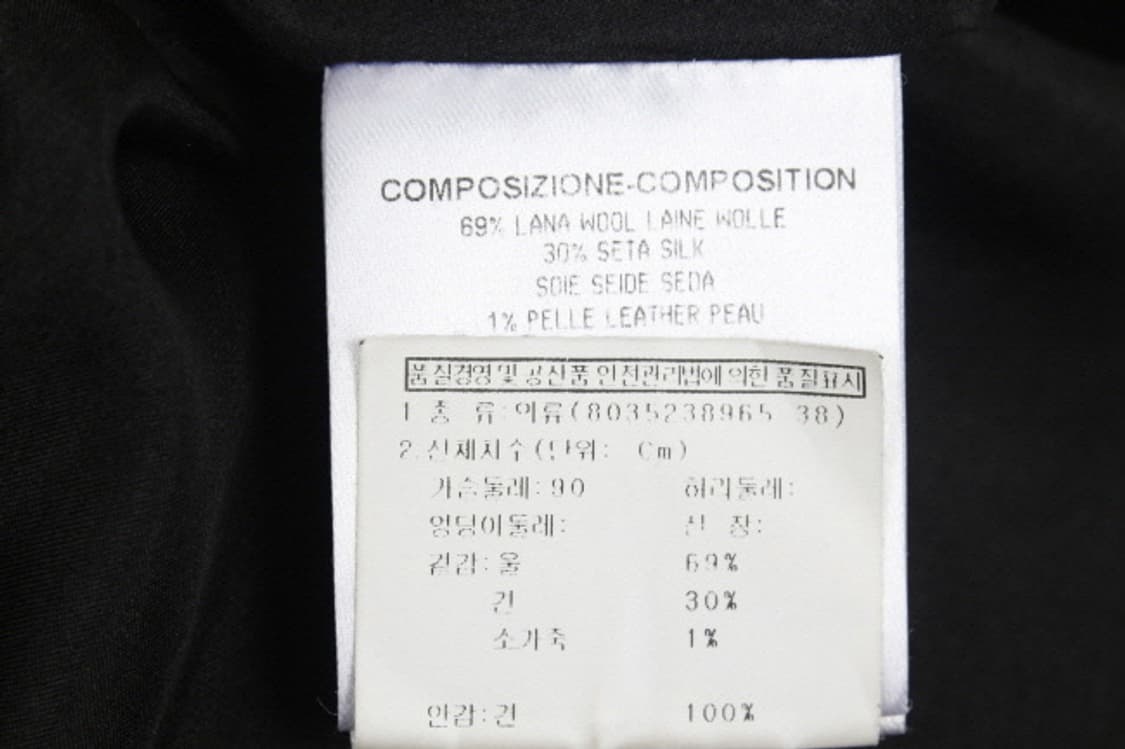 COMPOSIZIONE-COMPOSITION
69% LANA WOOL LAINE WOLLE
30% SETA SILK
SOIE SEIDE SEDA
1% PELLE LEATHER PEAU
품질경영및 공산품 안전관리법에 의한 품질표시
1 종 류:의류(8035238965 38)
2.신체치수(단위: Cm)
가슴둘레:90 허리둘레:
엉덩이둘레: 신 장:
겉감:울 69%
견 30%
소가죽 1%
안감:견 100%